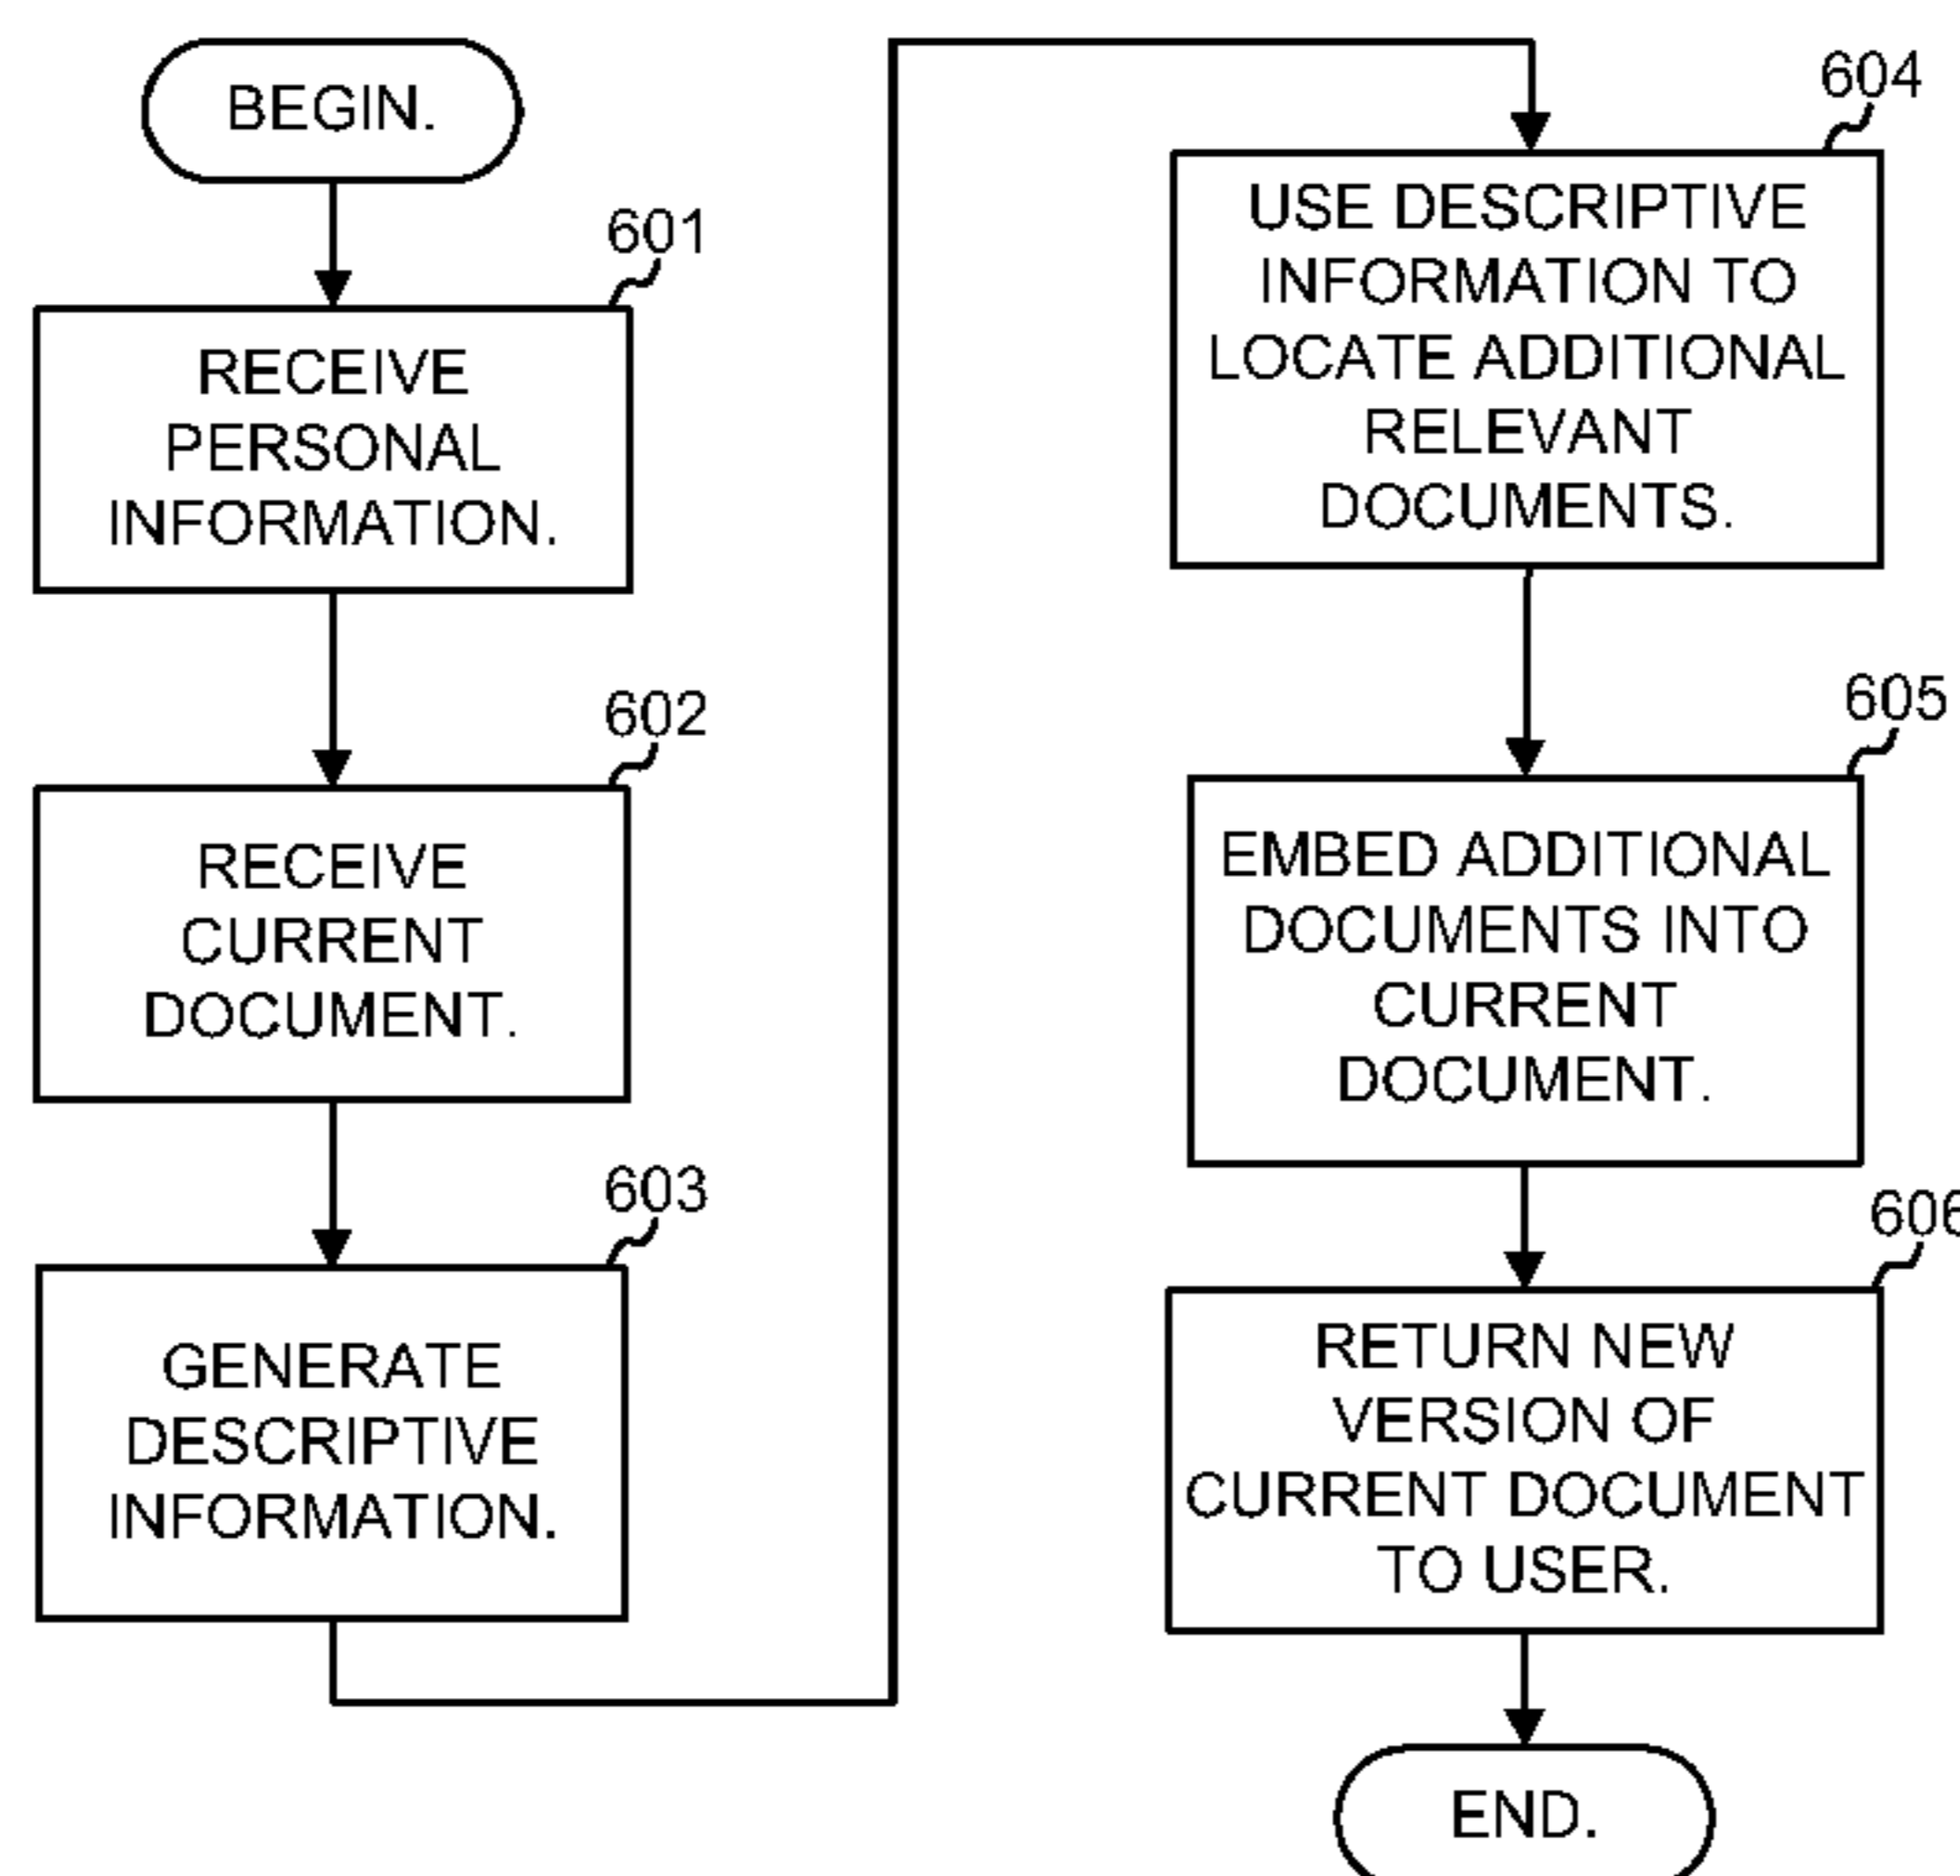 BEGIN.
601
RECEIVE
PERSONAL
INFORMATION.
602
RECEIVE
CURRENT
DOCUMENT.
603
GENERATE
DESCRIPTIVE
INFORMATION.
604
USE DESCRIPTIVE
INFORMATION TO
LOCATE ADDITIONAL
RELEVANT
DOCUMENTS.
605
EMBED ADDITIONAL
DOCUMENTS INTO
CURRENT
DOCUMENT.
606
RETURN NEW
VERSION OF
CURRENT DOCUMENT
TO USER.
END.